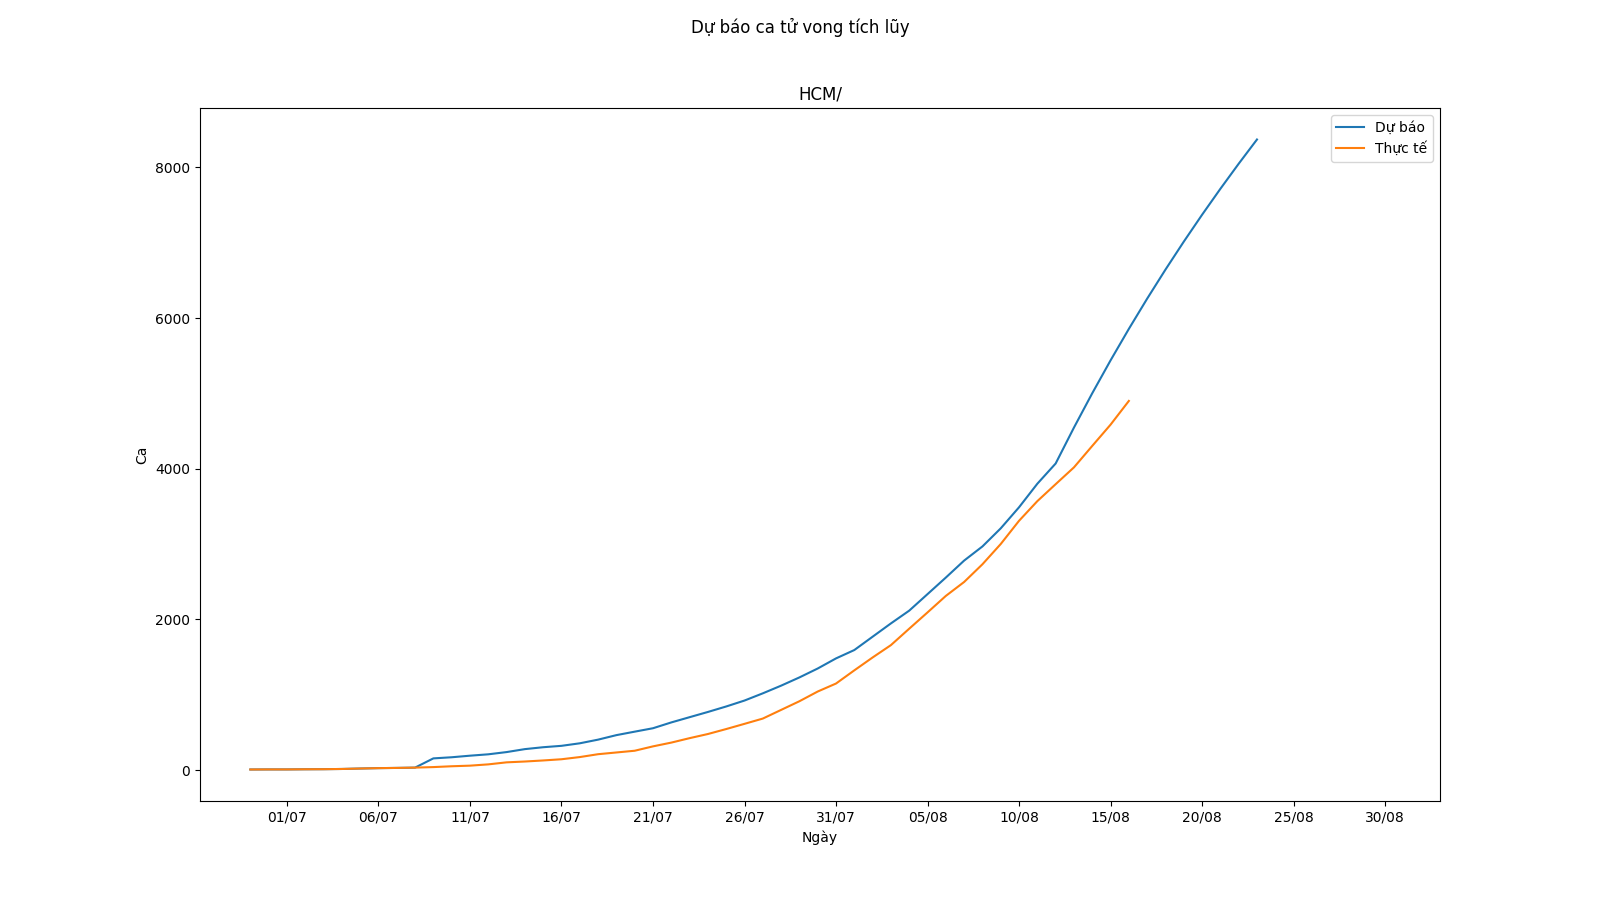 Dự báo ca tử vong tích lũy
HCM/
Dự báo
Thực tế
8000
6000
4000
2000
0
Ca
01/07 06/07 11/07 16/07 21/07 26/07 31/07 05/08 10/08 15/08 20/08 25/08 30/08
Ngày